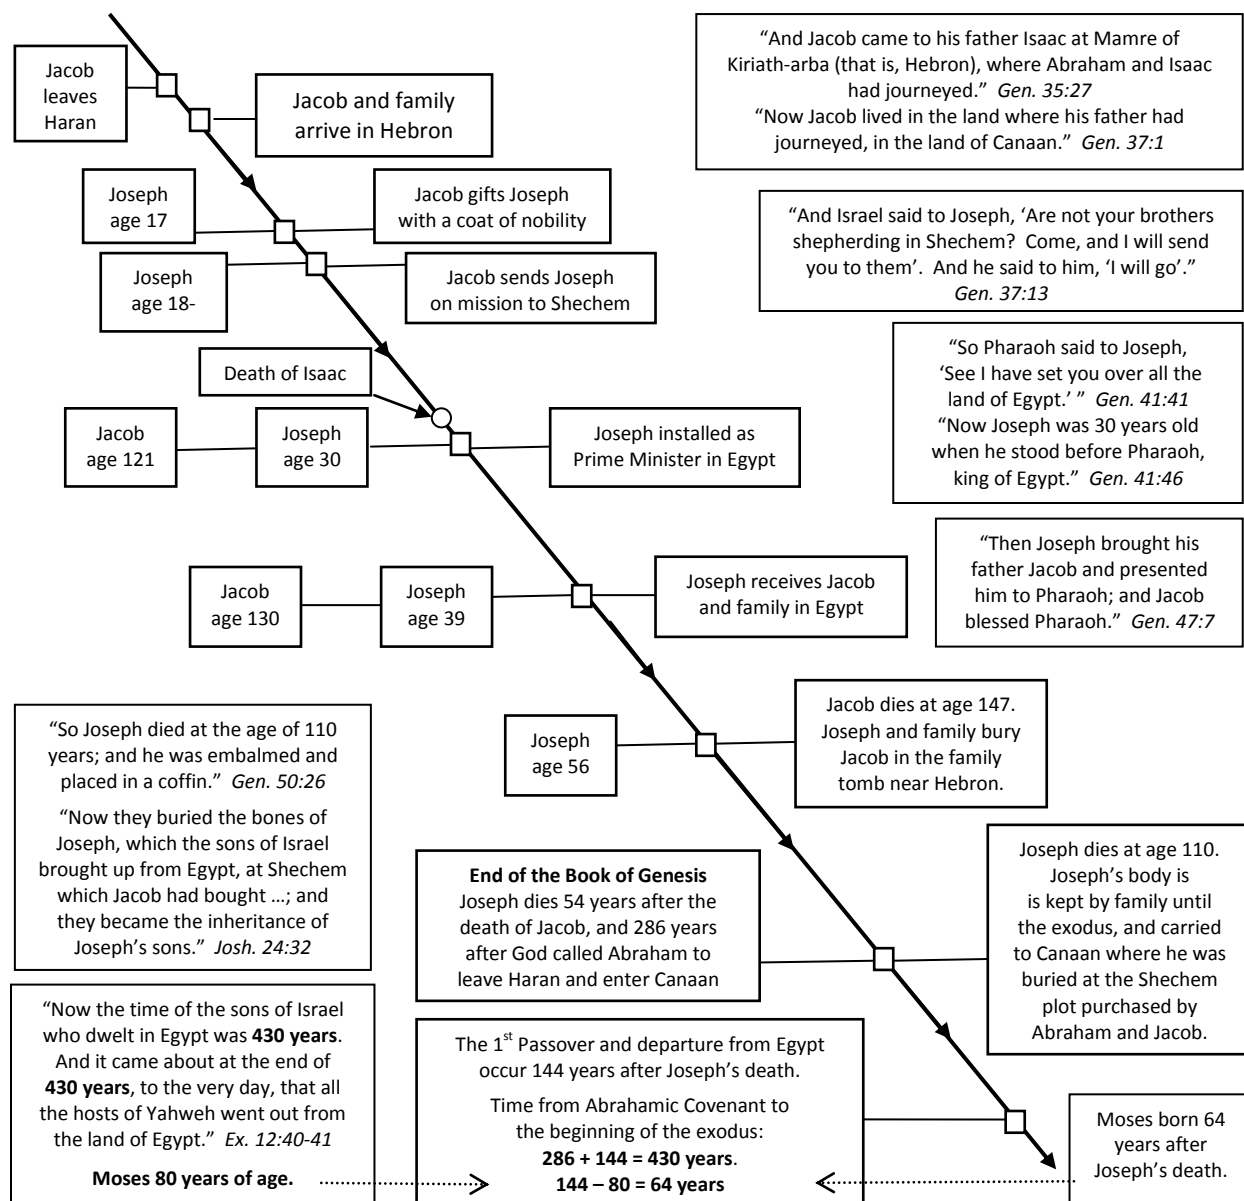 Jacob
leaves
Haran
Jacob and family
arrive in Hebron
“And Jacob came to his father Isaac at Mamre of
Kiriath-arba (that is, Hebron), where Abraham and Isaac
had journeyed.” Gen. 35:27
“Now Jacob lived in the land where his father had
journeyed, in the land of Canaan.” Gen. 37:1
Joseph
age 17
Jacob gifts Joseph
with a coat of nobility
“And Israel said to Joseph, ‘Are not your brothers
shepherding in Shechem? Come, and I will send
you to them’. And he said to him, ‘I will go’.”
Gen. 37:13
Joseph
age 18-
Jacob sends Joseph
on mission to Shechem
Death of Isaac
“So Pharaoh said to Joseph,
‘See I have set you over all the
land of Egypt.’ ” Gen. 41:41
“Now Joseph was 30 years old
when he stood before Pharaoh,
king of Egypt.” Gen. 41:46
Jacob
age 121
Joseph
age 30
Joseph installed as
Prime Minister in Egypt
“Then Joseph brought his
father Jacob and presented
him to Pharaoh; and Jacob
blessed Pharaoh.” Gen. 47:7
Jacob
age 130
Joseph
age 39
Joseph receives Jacob
and family in Egypt
Joseph
age 56
Jacob dies at age 147.
Joseph and family bury
Jacob in the family
tomb near Hebron.
“So Joseph died at the age of 110
years; and he was embalmed and
placed in a coffin.” Gen. 50:26
“Now they buried the bones of
Joseph, which the sons of Israel
brought up from Egypt, at Shechem
which Jacob had bought …; and
they became the inheritance of
Joseph’s sons.” Josh. 24:32
End of the Book of Genesis
Joseph dies 54 years after the
death of Jacob, and 286 years
after God called Abraham to
leave Haran and enter Canaan
Joseph dies at age 110.
Joseph’s body is
is kept by family until
the exodus, and carried
to Canaan where he was
buried at the Shechem
plot purchased by
Abraham and Jacob.
“Now the time of the sons of Israel
who dwelt in Egypt was 430 years.
And it came about at the end of
430 years, to the very day, that all
the hosts of Yahweh went out from
the land of Egypt.” Ex. 12:40-41
Moses 80 years of age.
The 1st Passover and departure from Egypt
occur 144 years after Joseph’s death.
Time from Abrahamic Covenant to
the beginning of the exodus:
286 + 144 = 430 years.
144 – 80 = 64 years
Moses born 64
years after
Joseph’s death.